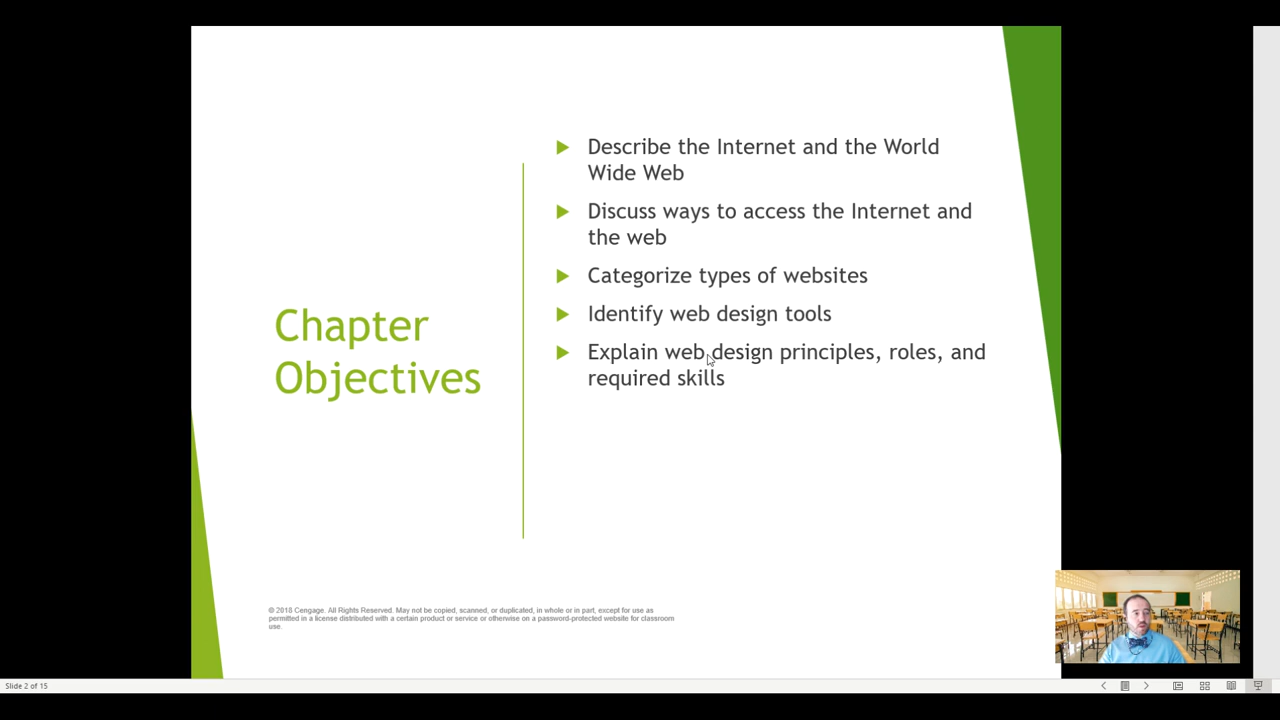 Chapter
Objectives
Describe the Internet and the World
Wide Web
Discuss ways to access the Internet and
the web
Categorize types of websites
Identify web design tools
Explain web design principles, roles, and
required skills
© 2018 Cengage. All Rights Reserved. May not be copied, scanned, or duplicated, in whole or in part, except for use as
permitted in a license distributed with a certain product or service or otherwise on a password-protected website for classroom
use.
Slide 2 of 15